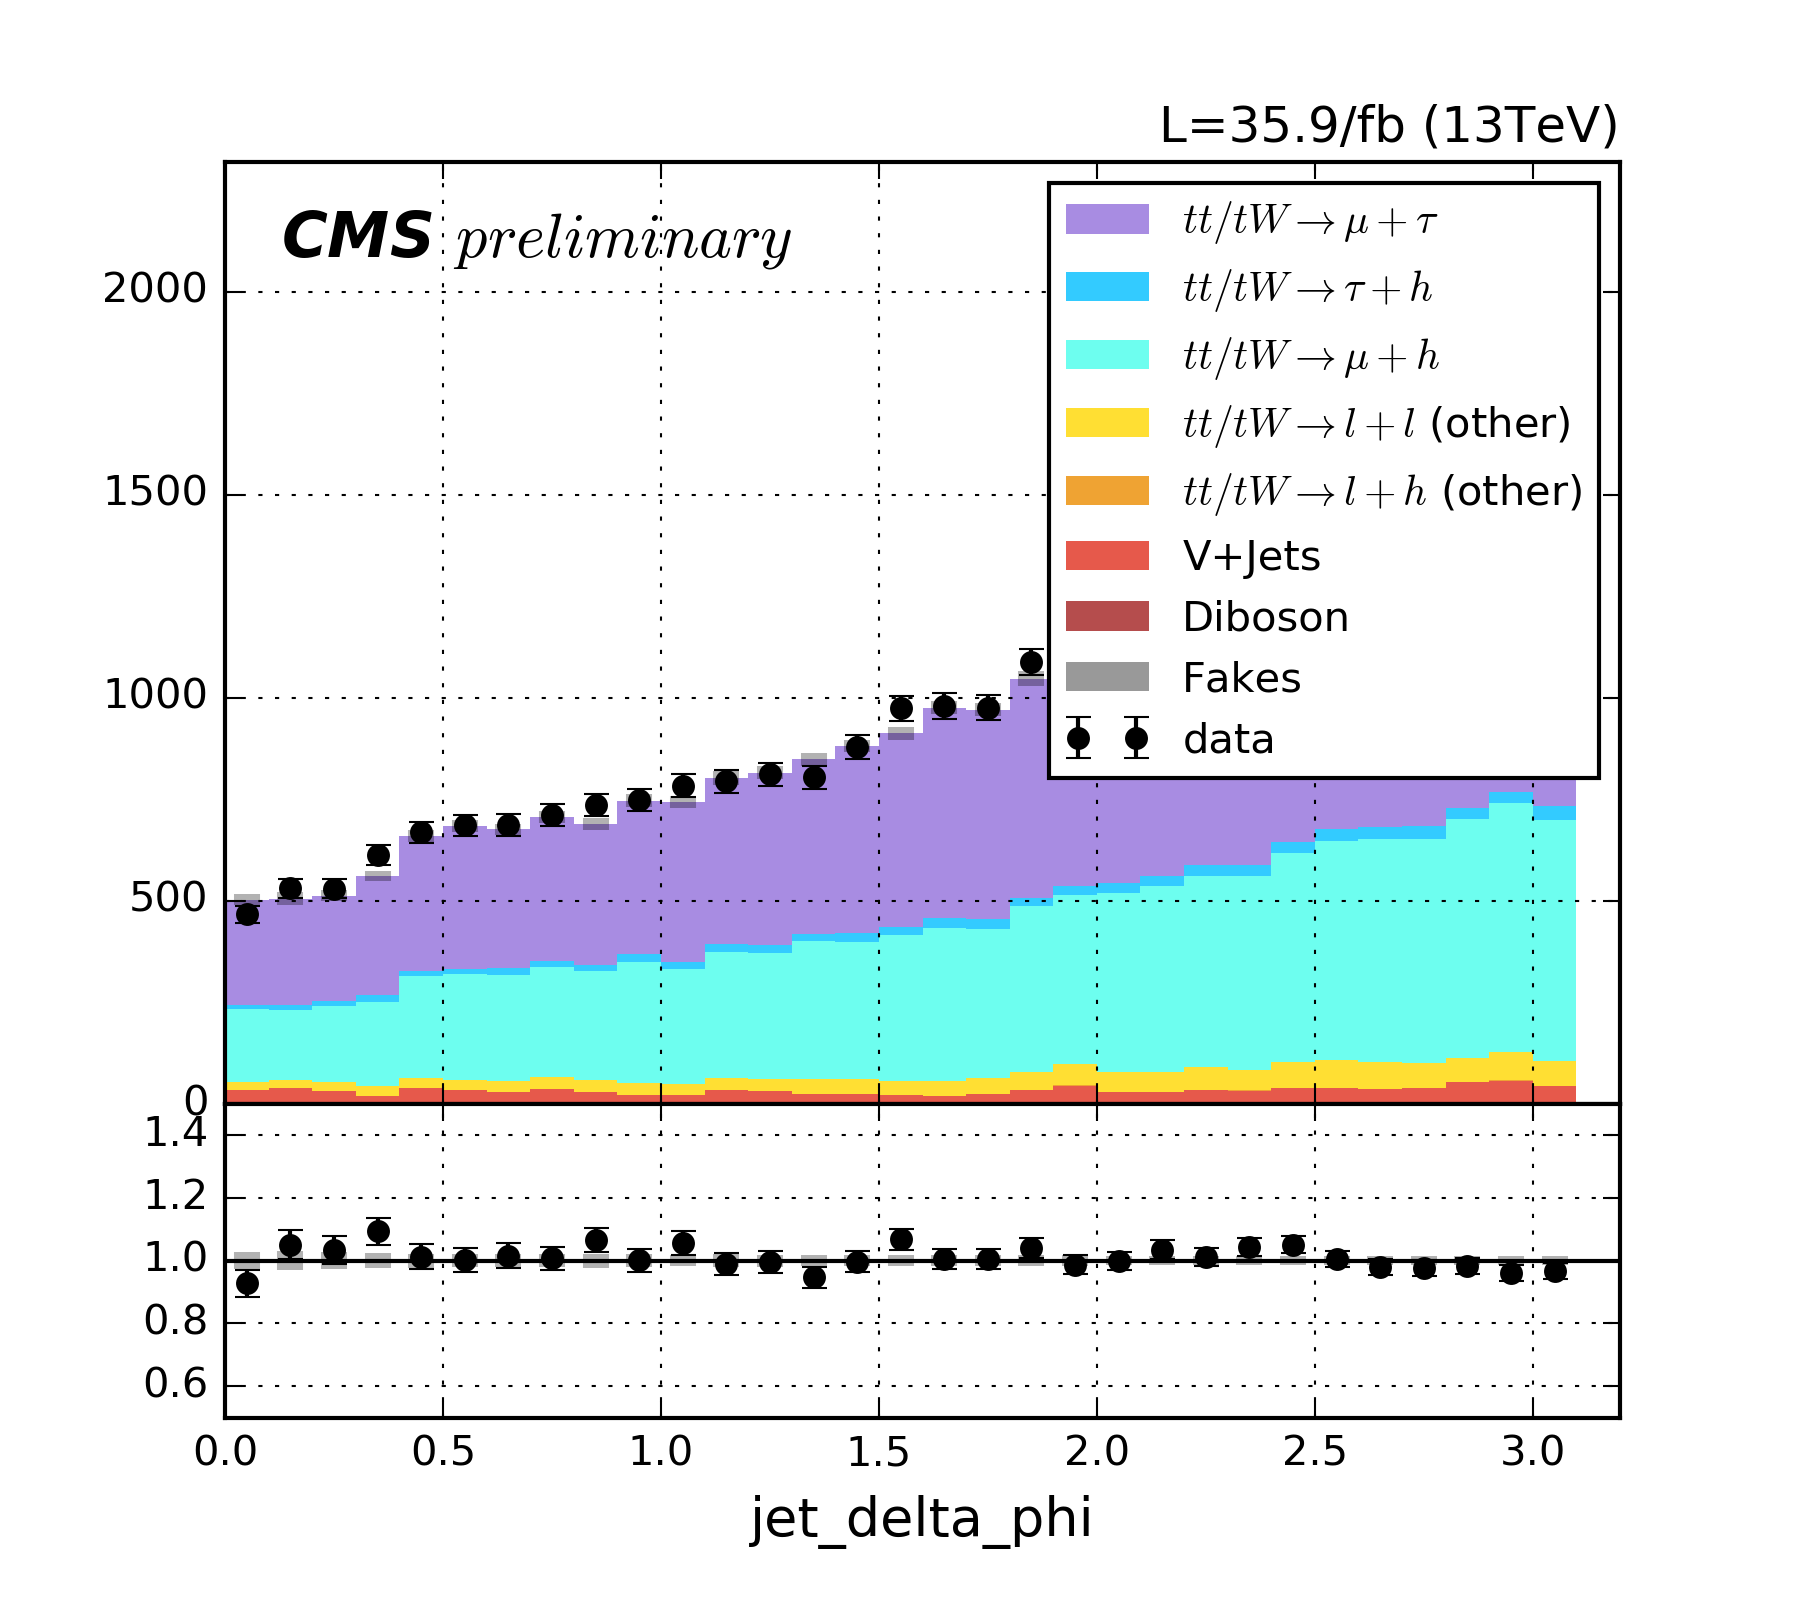 L=35.9/fb (13TeV)
CMS preliminary
tt/tW→μ+τ
tt/tW→τ+h
tt/tW→μ+h
tt/tW→l+l (other)
tt/tW→l+h (other)
V+Jets
Diboson
Fakes
data
2000
1500
1000
500
0
1.4
1.2
1.0
0.8
0.6
0.0 0.5 1.0 1.5 2.0 2.5 3.0
jet_delta_phi